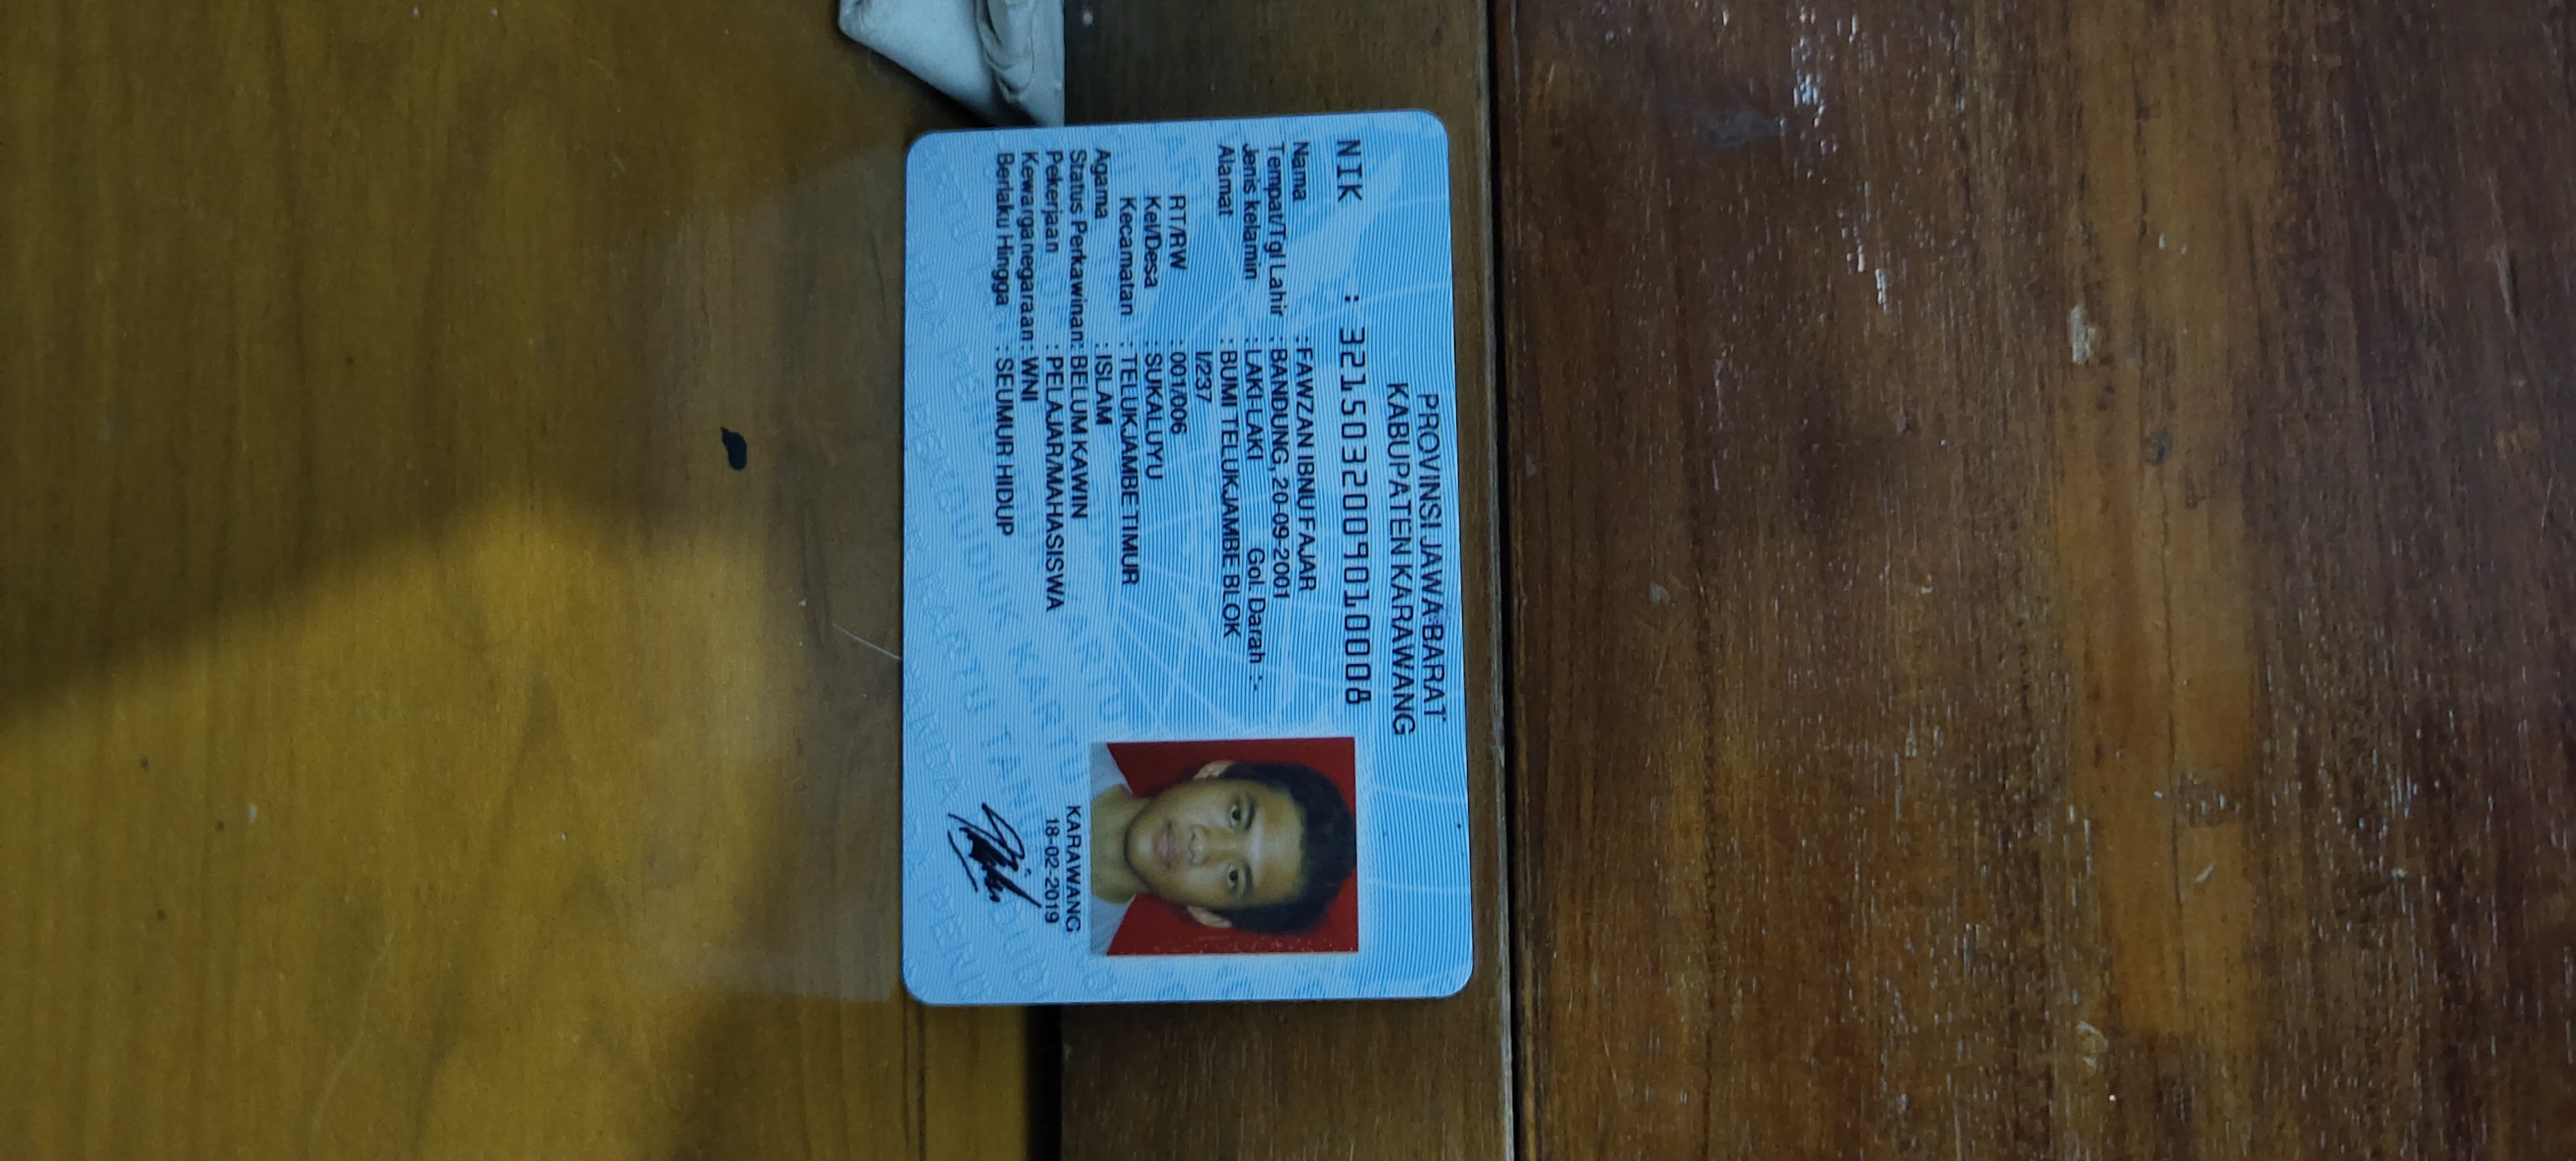 PROVINSI JAWA BARAT
KABUPATEN KARAWANG
NIK : 3215032009010008
Nama : FAWZAN IBNU FAJAR
Tempat/Tgl Lahir : BANDUNG, 20-09-2001
Jenis kelamin : LAKI-LAKI Gol. Darah :-
Alamat : BUMI TELUKJAMBE BLOK
I/237
RT/RW : 001/006
Kel/Desa : SUKALUYU
Kecamatan : TELUKJAMBE TIMUR
Agama : ISLAM
Status Perkawinan: BELUM KAWIN
Pekerjaan : PELAJAR/MAHASISWA
Kewarganegaraan: WNI
Berlaku Hingga : SEUMUR HIDUP
KARAWANG
18-02-2019